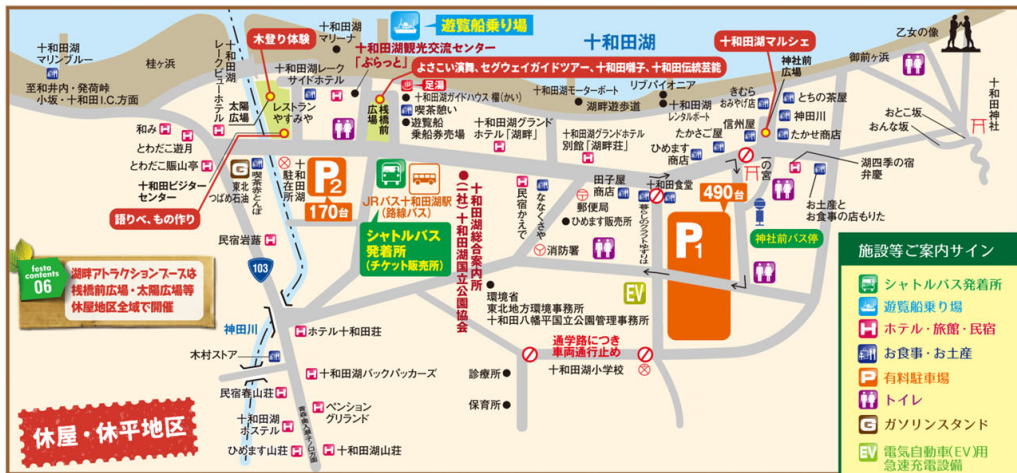 遊覧船乗り場
十和田湖
乙女の像
十和田湖
マリンブルー
至和井内・発荷峠
小坂・十和田I.C.方面
桂ヶ浜
十和田湖
レークビューホテル
木登り体験
太陽
広場
十和田湖レーク
サイドホテル
レストラン
やすみや
十和田湖
マリーナ
十和田湖観光交流センター
「ぷらっと」
桟橋前
広場
よさこい演舞、セグウェイガイドツアー、十和田囃子、十和田伝統芸能
足湯
十和田湖ガイドハウス 櫂(かい)
喫茶憩い
遊覧船
乗船券売場
十和田湖グランド
ホテル「湖畔」
十和田湖モーターボート
湖畔遊歩道
十和田湖グランドホテル
別館「湖畔荘」
リブパイオニア
十和田湖
レンタルボート
たかさご屋
ひめます
商店
きむら
おみやげ店
信州屋
十和田湖マルシェ
神社前
広場
とちの茶屋
神田川
たかせ商店
御前ヶ浜
おとこ坂
おんな坂
十和田神社
一の宮
湖四季の宿
弁慶
お土産と
お食事の店もりた
神社前バス停
和み
とわだこ遊月
とわだこ賑山亭
十和田ビジター
センター
語りべ、もの作り
G
東北
つばめ石油
喫茶赤とんぼ
十和田湖
駐在所
P2
170台
JRバス十和田湖駅
(路線バス)
シャトルバス
発着所
(チケット販売所)
十和田湖総合案内所
(一社)十和田湖国立公園協会
民宿かえで
ななくさや
田子屋
商店
郵便局
ひめます販売所
消防署
十和田食堂
暮らしのクラフトゆずりは
490台
P1
EV
環境省
東北地方環境事務所
十和田八幡平国立公園管理事務所
通学路につき
車両通行止め
十和田湖小学校
診療所
保育所
民宿岩蕗
103
festa
contents
06
湖畔アトラクションブースは
桟橋前広場・太陽広場等
休屋地区全域で開催
神田川
ホテル十和田荘
木村ストア
十和田湖バックパッカーズ
民宿春山荘
ペンション
グリランド
十和田湖
ホステル
ひめます山荘
十和田湖山荘
休屋・休平地区
施設等ご案内サイン
シャトルバス発着所
遊覧船乗り場
H ホテル・旅館・民宿
お食事・お土産
P 有料駐車場
トイレ
G ガソリンスタンド
EV 電気自動車(EV)用
急速充電設備